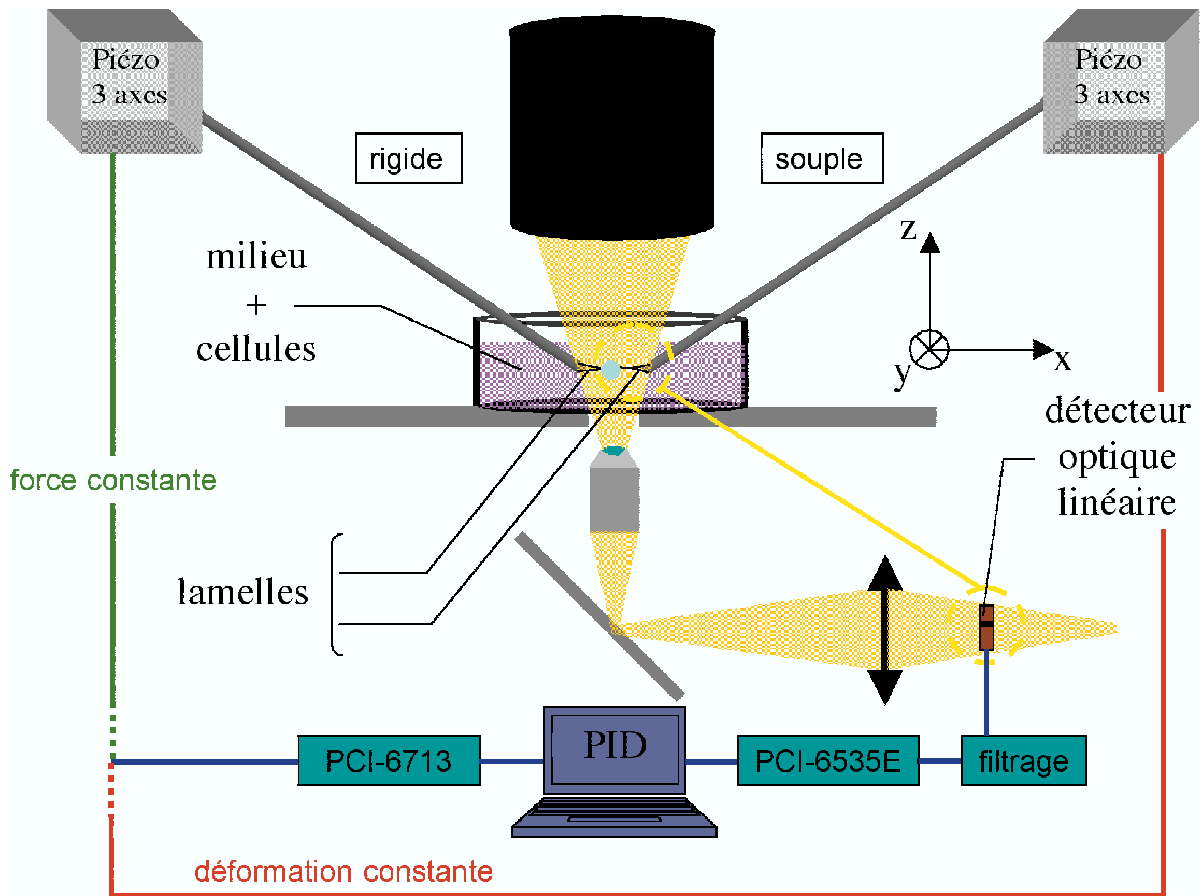 Piézo
3 axes
Piézo
3 axes
rigide
souple
milieu
+
cellules
z
y
x
détecteur
optique
linéaire
force constante
lamelles
PID
PCI-6713
PCI-6535E
filtrage
déformation constante